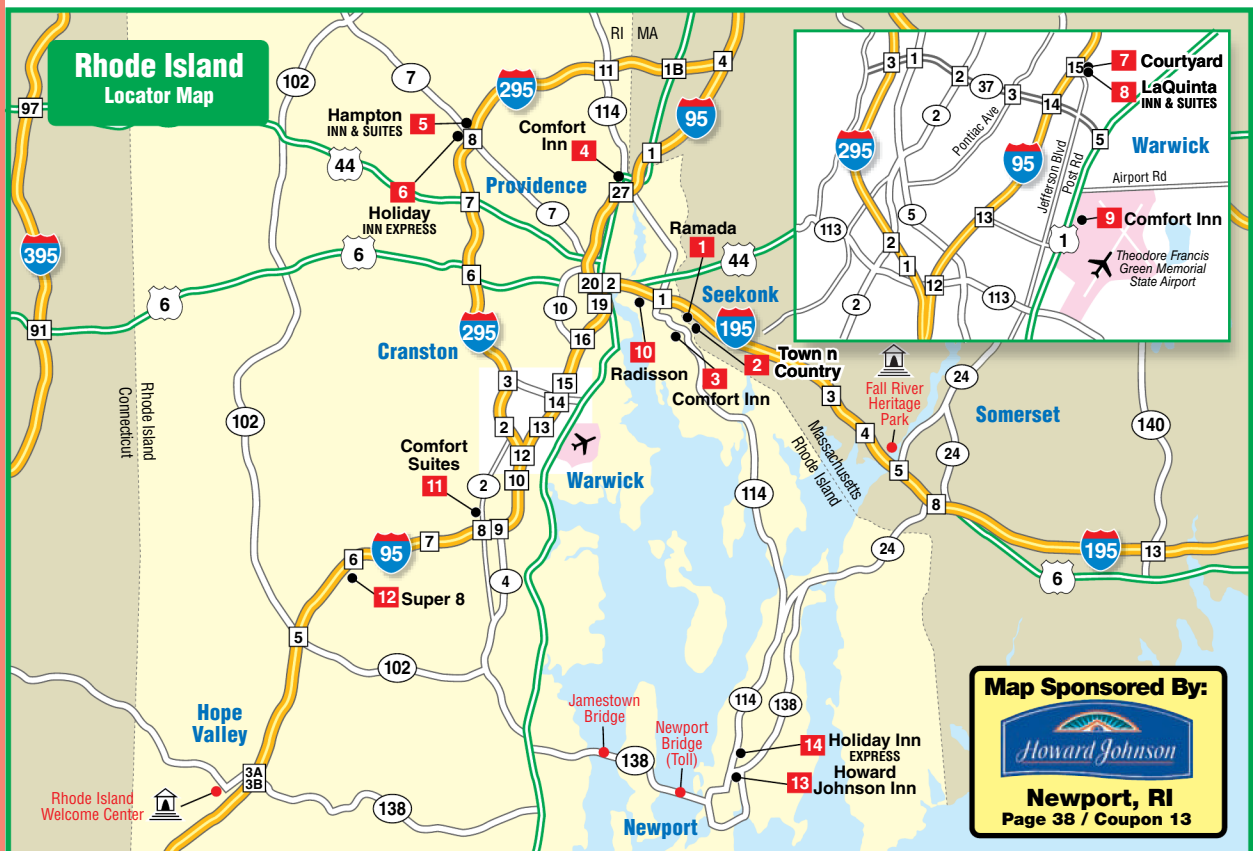 Rhode Island
Locator Map
RI
MA
97
102
7
295
11
1B
4
114
95
Hampton
INN & SUITES
5
8
Comfort
Inn
4
1
44
6
Holiday
INN EXPRESS
Providence
27
7
7
395
6
6
6
Ramada
1
44
Seekonk
20
2
1
10
19
195
91
295
Cranston
16
10
Radisson
3
Comfort Inn
2
Town n
Country
Fall River
Heritage
Park
24
3
Somerset
Connecticut
Rhode Island
102
3
15
14
2
13
12
10
Warwick
4
Massachusetts
Rhode Island
5
24
140
Comfort
Suites
11
2
8
9
114
8
6
95
7
24
195
13
6
12
Super 8
4
5
102
Hope
Valley
Jamestown
Bridge
Newport
Bridge
(Toll)
114
138
138
14
Holiday Inn
EXPRESS
13
Howard
Johnson Inn
3A
3B
Rhode Island
Welcome Center
138
Newport
3
1
2
37
3
15
7
Courtyard
8
LaQuinta
INN & SUITES
14
2
Pontiac Ave
5
295
95
Jefferson Blvd
Post Rd
Warwick
Airport Rd
5
13
9
Comfort Inn
113
2
1
1
Theodore Francis
Green Memorial
State Airport
12
113
2
Map Sponsored By:
Howard Johnson
Newport, RI
Page 38 / Coupon 13